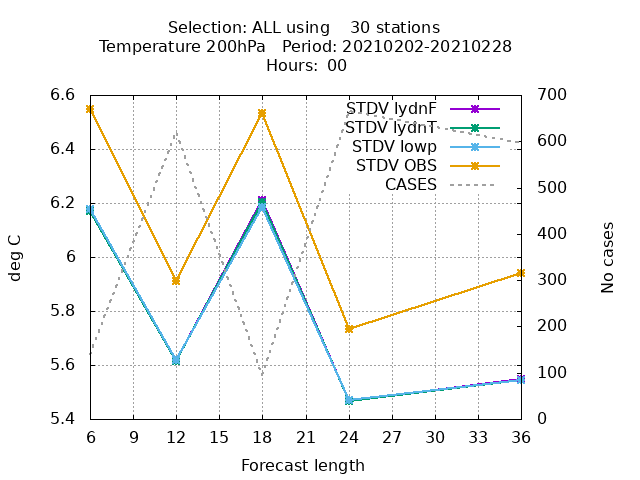 Selection: ALL using    30 stations
Temperature 200hPa   Period: 20210202-20210228
Hours:  00
STDV lydnF
STDV lydnT
STDV lowp
STDV OBS
CASES
6.6
6.4
6.2
6
5.8
5.6
5.4
700
600
500
400
300
200
100
0
deg C
No cases
6 9 12 15 18 21 24 27 30 33 36
Forecast length